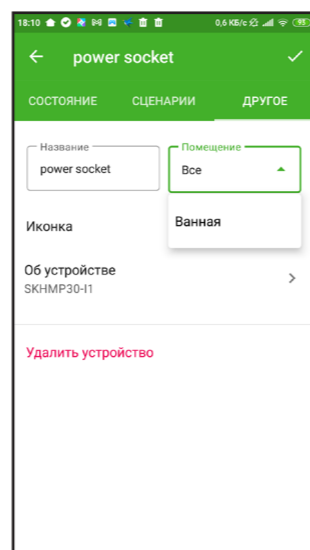 18:10 0,6 КБ/с 95
power socket
СОСТОЯНИЕ СЦЕНАРИИ ДРУГОЕ
Название Помещение
power socket Все
Ванная
Иконка
Об устройстве
SKHMP30-I1
Удалить устройство